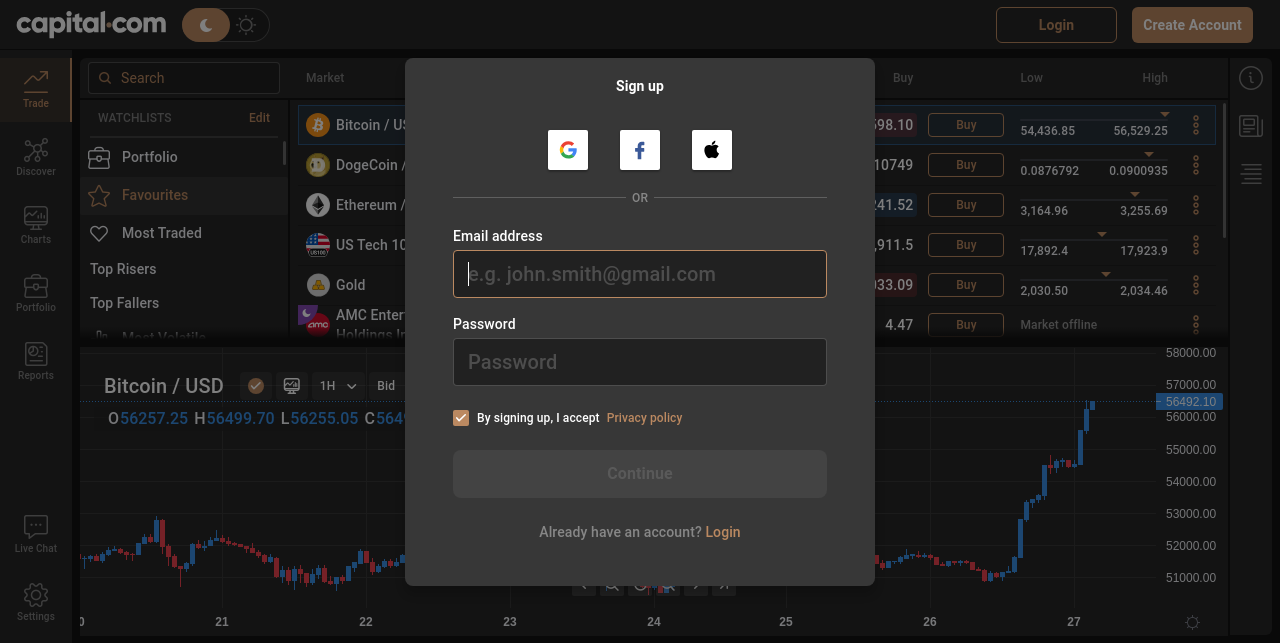 capital.com
Login
Create Account
Trade
Discover
Charts
Portfolio
Reports
Live Chat
Settings
Search
WATCHLISTS Edit
Portfolio
Favourites
Most Traded
Top Risers
Top Fallers
Most Volatile
Market Buy Low High
Bitcoin / 98.10 Buy 54,436.85 56,529.25
DogeCoin / 10749 Buy 0.0876792 0.0900935
Ethereum / 241.52 Buy 3,164.96 3,255.69
US Tech 10 ,911.5 Buy 17,892.4 17,923.9
US100
Gold 033.09 Buy 2,030.50 2,034.46
amc AMC Enter 4.47 Buy Market offline
Holdings In
Sign up
OR
Email address
e.g. john.smith@gmail.com
Password
Password
By signing up, I accept Privacy policy
Continue
Already have an account? Login
Bitcoin / USD 1H Bid
O56257.25 H56499.70 L56255.05 C5649
58000.00
57000.00
56492.10
56000.00
55000.00
54000.00
53000.00
52000.00
51000.00
0 21 22 23 24 25 26 27